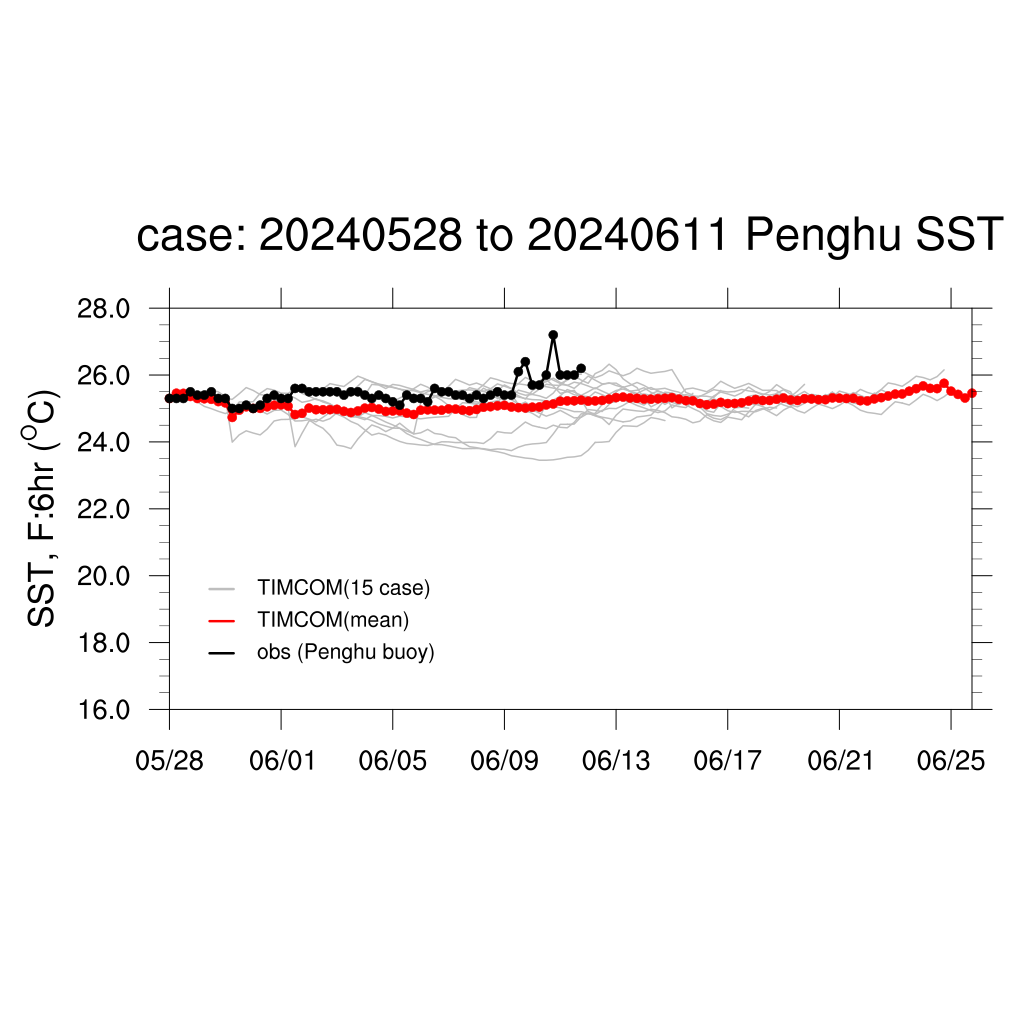 case: 20240528 to 20240611 Penghu SST
28.0
26.0
24.0
22.0
20.0
18.0
16.0
SST, F:6hr (°C)
TIMCOM(15 case)
TIMCOM(mean)
obs (Penghu buoy)
05/28 06/01 06/05 06/09 06/13 06/17 06/21 06/25